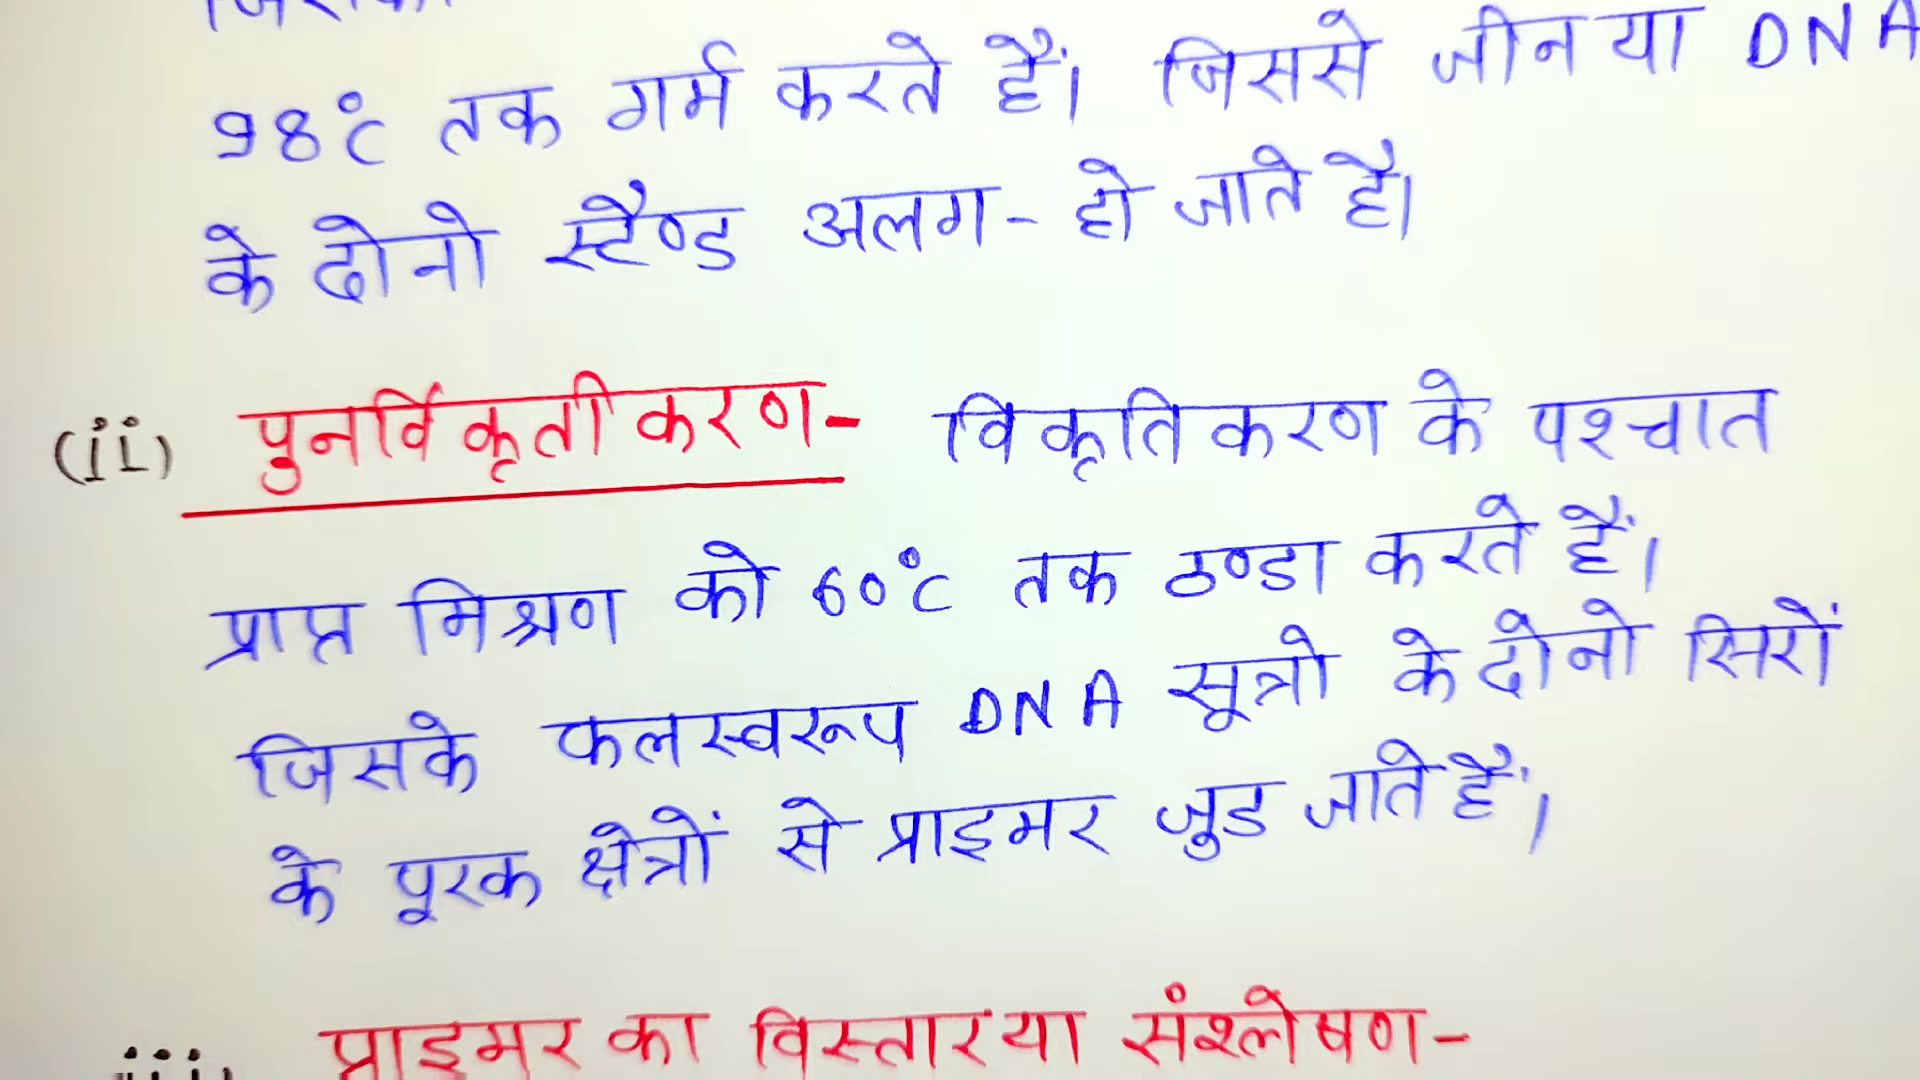 98°c तक गर्म करते हैं। जिससे जीन या DNA
के दोनो स्टैण्ड अलग- हो जाते है।
(ii) पुनर्विकृतीकरण- विकृतिकरण के पश्चात
प्राप्त मिश्रण को 60°c तक ठण्डा करते हैं।
जिसके फलस्वरूप DNA सूत्रो के दोनो सिरों
के पूरक क्षेत्रों से प्राइमर जुड जाते हैं।
iii) प्राइमर का विस्तार या संश्लेषण-